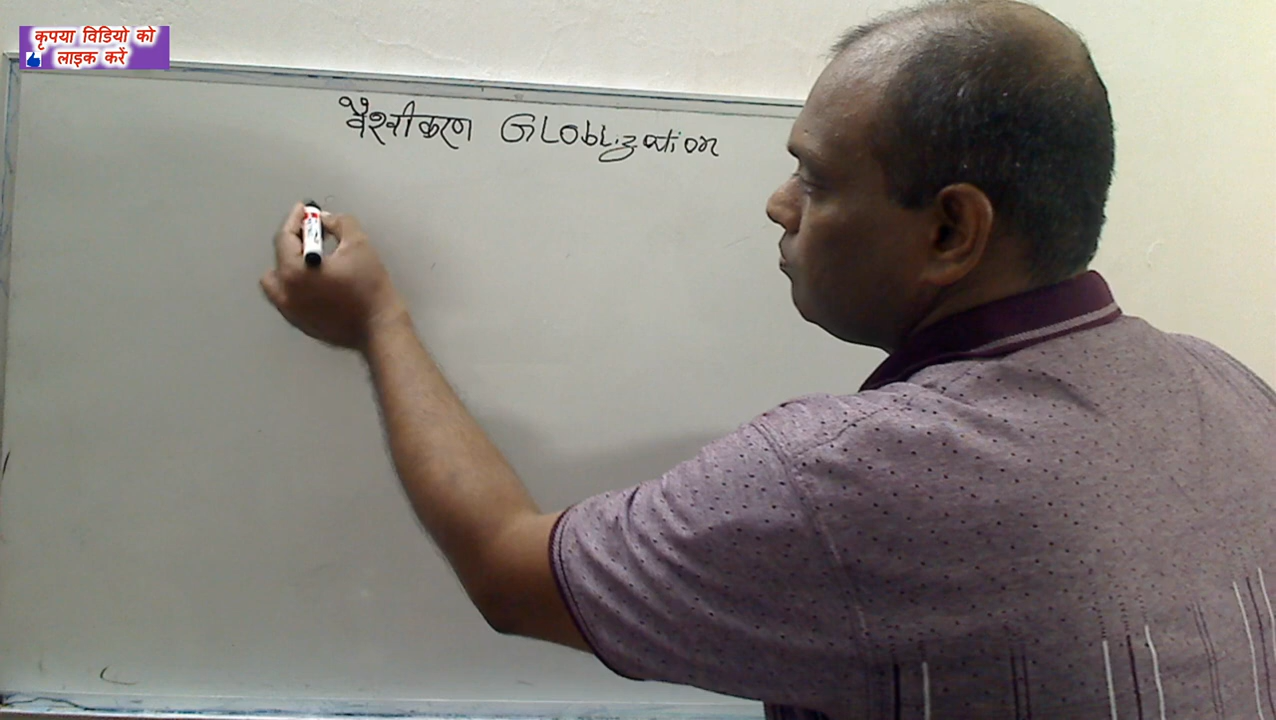 कृपया विडियो को
लाइक करें
वैश्वीकरण GLObLization